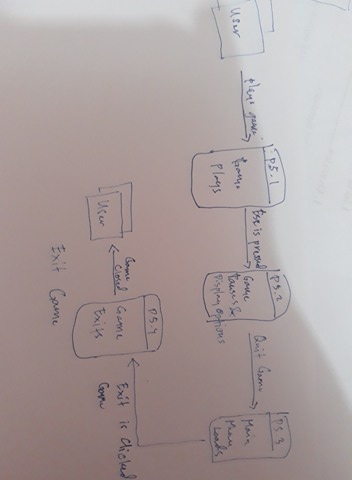 P5.1
P5.2
P5.3
User
plays game
Game
Plays
Esc is pressed
Game
Pauses &
Display Options
Quit Game
Main
Menu
Loads
P5.4
User
Game
Closed
Game
Exits
Exit is Clicked
Game
Exit Game